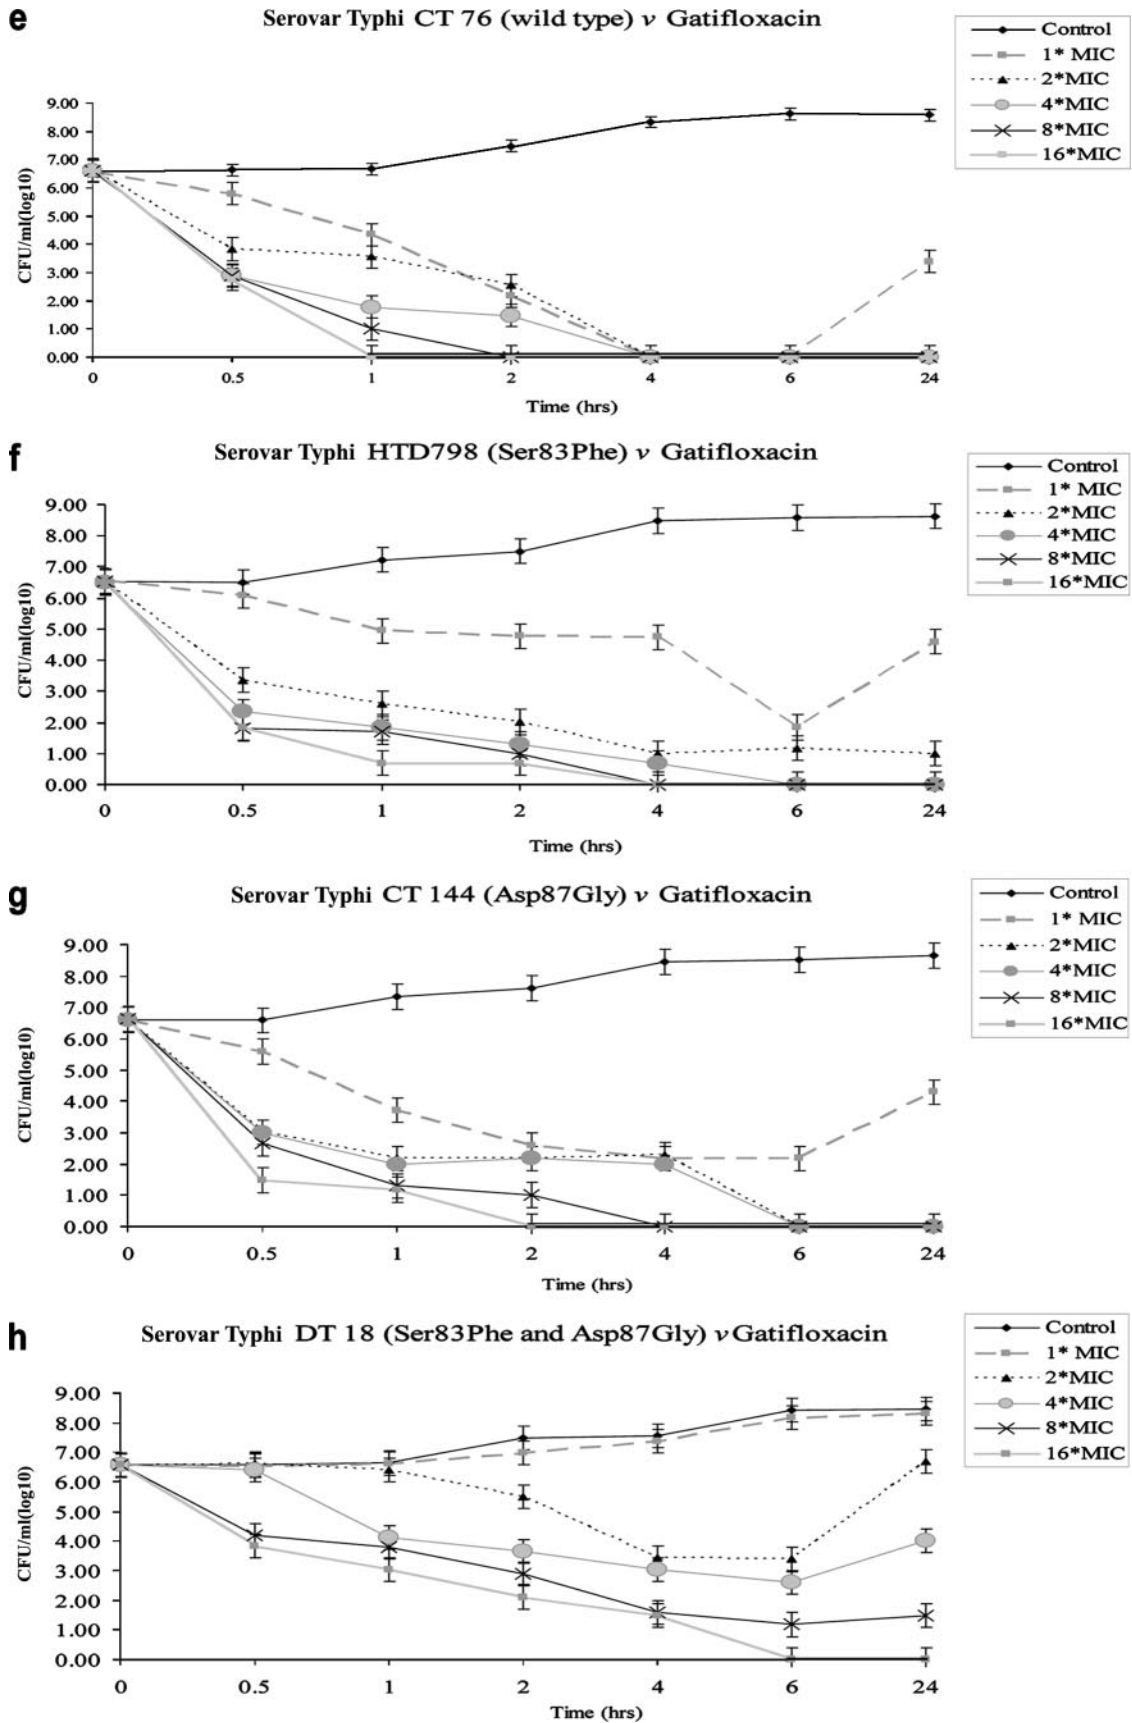 e
Serovar Typhi CT 76 (wild type) v Gatifloxacin
Control
1* MIC
2*MIC
4*MIC
8*MIC
16*MIC
CFU/ml(log10)
9.00
8.00
7.00
6.00
5.00
4.00
3.00
2.00
1.00
0.00
0 0.5 1 2 4 6 24
Time (hrs)
f
Serovar Typhi HTD798 (Ser83Phe) v Gatifloxacin
Control
1* MIC
2*MIC
4*MIC
8*MIC
16*MIC
CFU/ml(log10)
9.00
8.00
7.00
6.00
5.00
4.00
3.00
2.00
1.00
0.00
0 0.5 1 2 4 6 24
Time (hrs)
g
Serovar Typhi CT 144 (Asp87Gly) v Gatifloxacin
Control
1* MIC
2*MIC
4*MIC
8*MIC
16*MIC
CFU/ml(log10)
9.00
8.00
7.00
6.00
5.00
4.00
3.00
2.00
1.00
0.00
0 0.5 1 2 4 6 24
Time (hrs)
h
Serovar Typhi DT 18 (Ser83Phe and Asp87Gly) v Gatifloxacin
Control
1* MIC
2*MIC
4*MIC
8*MIC
16*MIC
CFU/ml(log10)
9.00
8.00
7.00
6.00
5.00
4.00
3.00
2.00
1.00
0.00
0 0.5 1 2 4 6 24
Time (hrs)